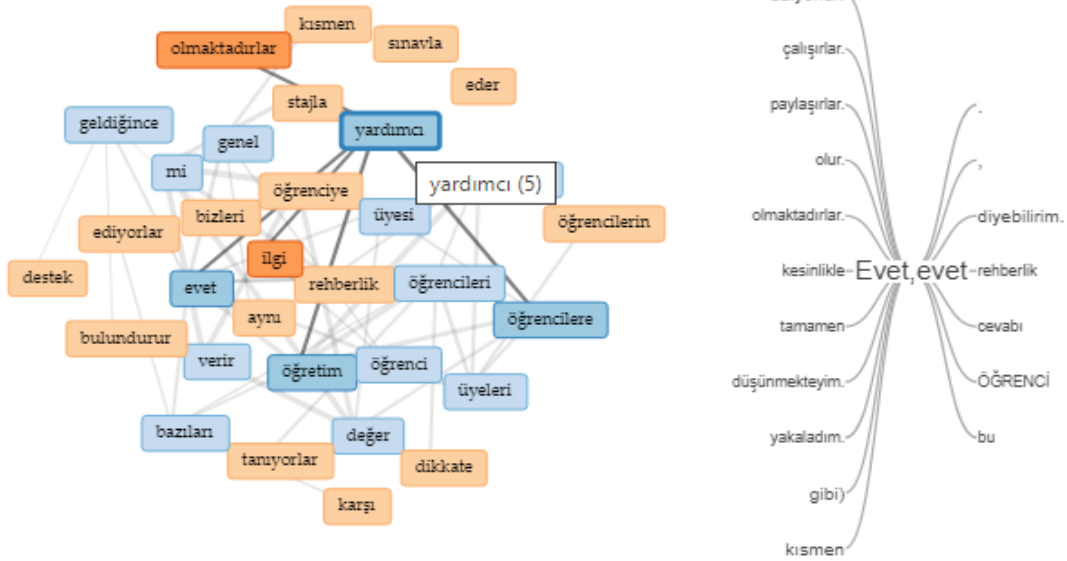 kısmen
olmaktadırlar
sınavla
eder
stajla
geldiğince
yardımcı
genel
mi
yardımcı (5)
öğrenciye
bizleri
üyesi
öğrencilerin
ediyorlar
ilgi
destek
evet
rehberlik
öğrencileri
aynı
öğrencilere
bulundurur
verir
öğretim
öğrenci
üyeleri
bazıları
değer
tanıyorlar
dikkate
karşı
çalışırlar.
paylaşırlar.
olur.
olmaktadırlar.
kesinlikle
tamamen
düşünmekteyim.
yakaladım.
gibi)
kısmen
Evet,evet
.
,
diyebilirim.
rehberlik
cevabı
ÖĞRENCİ
bu